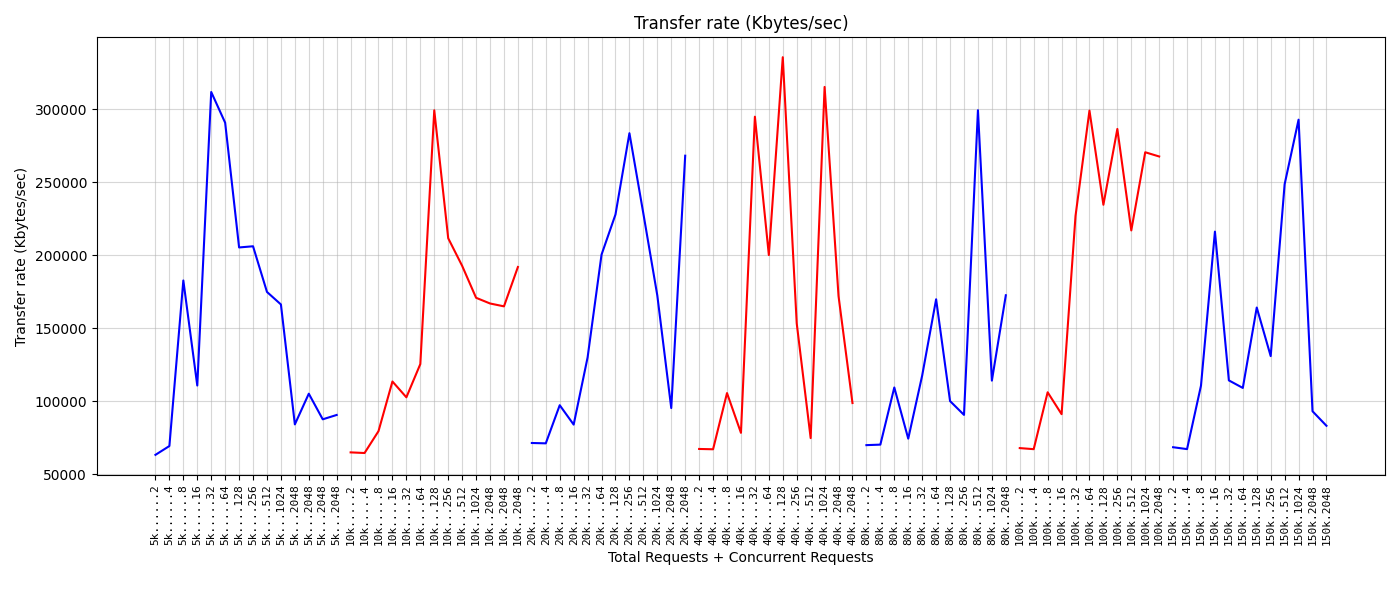 Transfer rate (Kbytes/sec)
Transfer rate (Kbytes/sec)
300000
250000
200000
150000
100000
50000
5k......2
5k......4
5k......8
5k.....16
5k.....32
5k.....64
5k....128
5k....256
5k....512
5k...1024
5k...2048
5k...2048
5k...2048
5k...2048
10k.....2
10k.....4
10k.....8
10k....16
10k....32
10k....64
10k...128
10k...256
10k...512
10k..1024
10k..2048
10k..2048
10k..2048
20k.....2
20k.....4
20k.....8
20k....16
20k....32
20k....64
20k...128
20k...256
20k...512
20k..1024
20k..2048
20k..2048
40k.....2
40k.....4
40k.....8
40k....16
40k....32
40k....64
40k...128
40k...256
40k...512
40k..1024
40k..2048
40k..2048
80k.....2
80k.....4
80k.....8
80k....16
80k....32
80k....64
80k...128
80k...256
80k...512
80k..1024
80k..2048
100k....2
100k....4
100k....8
100k...16
100k...32
100k...64
100k..128
100k..256
100k..512
100k.1024
100k.2048
150k....2
150k....4
150k....8
150k...16
150k...32
150k...64
150k..128
150k..256
150k..512
150k.1024
150k.2048
150k.2048
Total Requests + Concurrent Requests